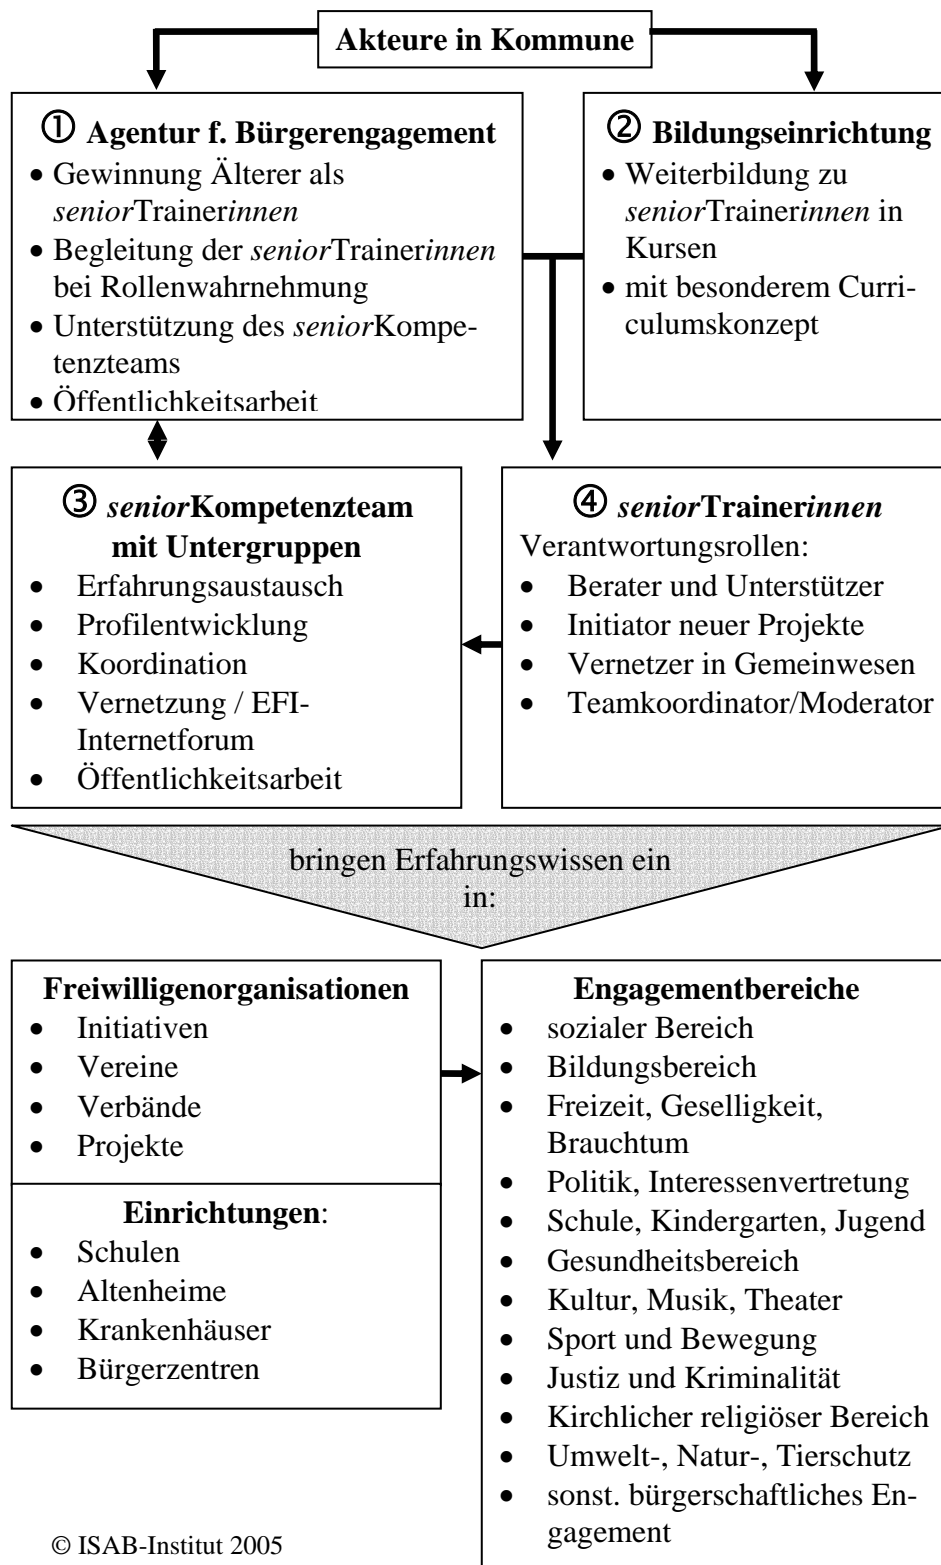 Akteure in Kommune
① Agentur f. Bürgerengagement
• Gewinnung Älterer als
seniorTrainerinnen
• Begleitung der seniorTrainerinnen
bei Rollenwahrnehmung
• Unterstützung des seniorKompe-
tenzteams
• Öffentlichkeitsarbeit
② Bildungseinrichtung
• Weiterbildung zu
seniorTrainerinnen in
Kursen
• mit besonderem Curri-
culumskonzept
③ seniorKompetenzteam
mit Untergruppen
• Erfahrungsaustausch
• Profilentwicklung
• Koordination
• Vernetzung / EFI-
Internetforum
• Öffentlichkeitsarbeit
④ seniorTrainerinnen
Verantwortungsrollen:
• Berater und Unterstützer
• Initiator neuer Projekte
• Vernetzer in Gemeinwesen
• Teamkoordinator/Moderator
bringen Erfahrungswissen ein
in:
Freiwilligenorganisationen
• Initiativen
• Vereine
• Verbände
• Projekte
Einrichtungen:
• Schulen
• Altenheime
• Krankenhäuser
• Bürgerzentren
Engagementbereiche
• sozialer Bereich
• Bildungsbereich
• Freizeit, Geselligkeit,
Brauchtum
• Politik, Interessenvertretung
• Schule, Kindergarten, Jugend
• Gesundheitsbereich
• Kultur, Musik, Theater
• Sport und Bewegung
• Justiz und Kriminalität
• Kirchlicher religiöser Bereich
• Umwelt-, Natur-, Tierschutz
• sonst. bürgerschaftliches En-
gagement
© ISAB-Institut 2005